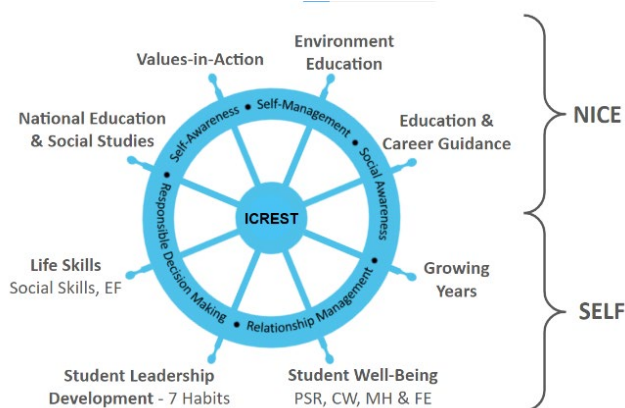 Environment
Education
Values-in-Action
National Education
& Social Studies
Education &
Career Guidance
NICE
Self-Awareness • Self-Management • Social Awareness • Relationship Management • Responsible Decision Making •
ICREST
Life Skills
Social Skills, EF
Growing
Years
SELF
Student Leadership
Development - 7 Habits
Student Well-Being
PSR, CW, MH & FE